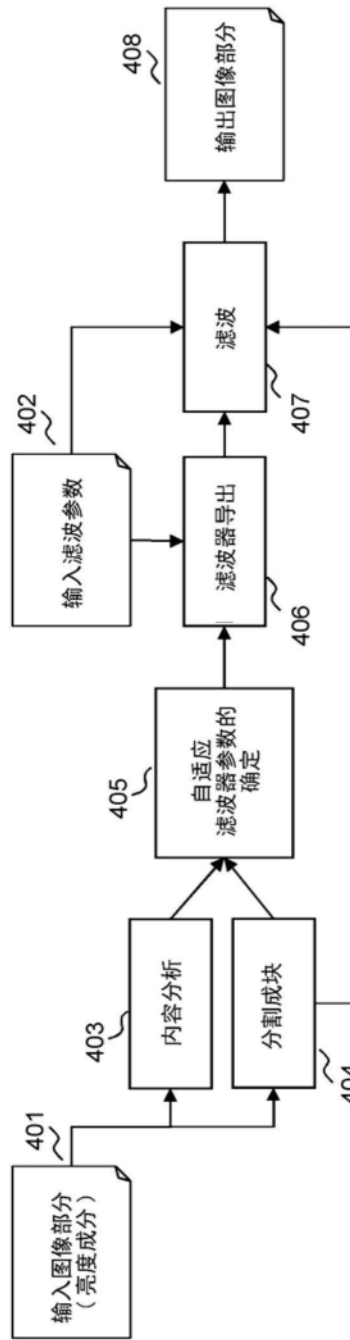 401
输入图像部分
（亮度成分）
403
内容分析
404
分割成块
405
自适应
滤波器参数的
确定
402
输入滤波参数
406
滤波器导出
407
滤波
408
输出图像部分